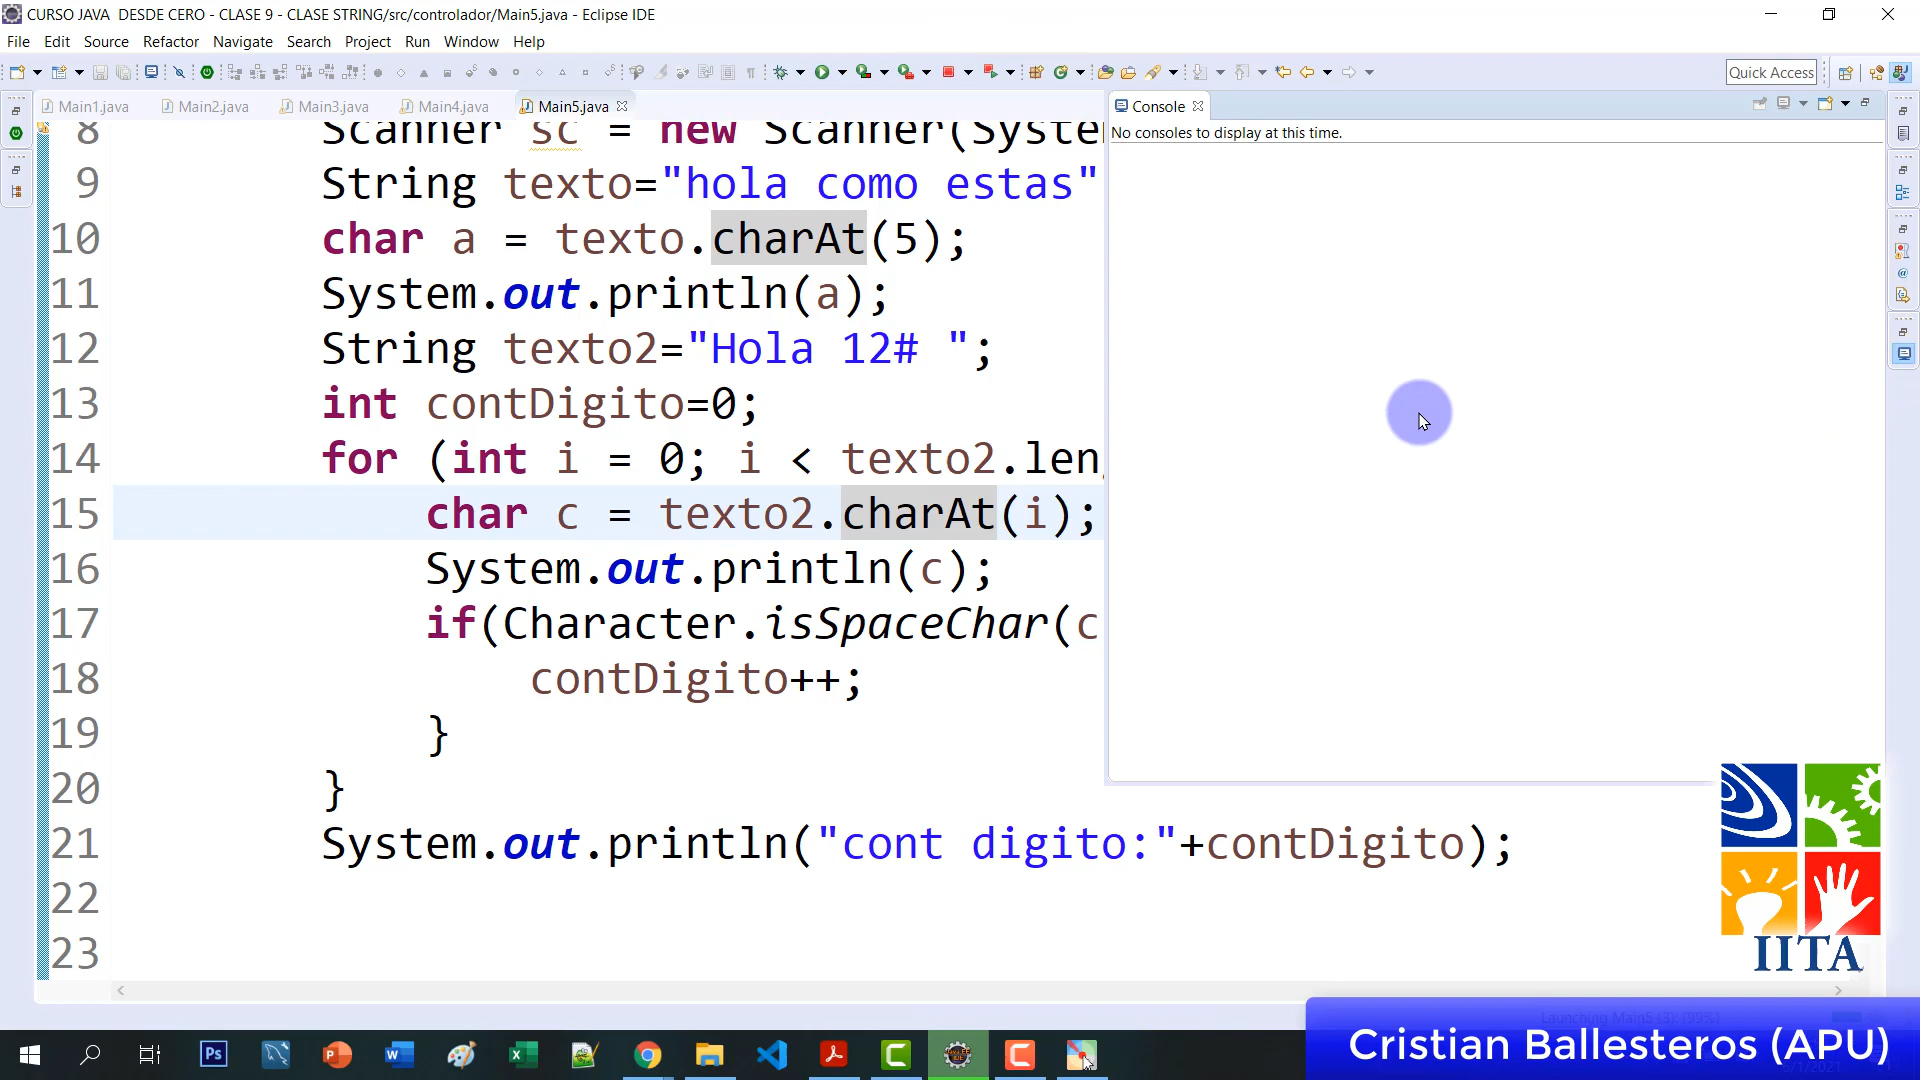 CURSO JAVA  DESDE CERO - CLASE 9 - CLASE STRING/src/controlador/Main5.java - Eclipse IDE
File Edit Source Refactor Navigate Search Project Run Window Help
Quick Access
Main1.java Main2.java Main3.java Main4.java Main5.java
Console
No consoles to display at this time.
8 Scanner sc = new Scanner(Syste
9 String texto="hola como estas"
10 char a = texto.charAt(5);
11 System.out.println(a);
12 String texto2="Hola 12# ";
13 int contDigito=0;
14 for (int i = 0; i < texto2.len
15 char c = texto2.charAt(i);
16 System.out.println(c);
17 if(Character.isSpaceChar(c
18 contDigito++;
19 }
20 }
21 System.out.println("cont digito:"+contDigito);
22
23
IITA
Launching Main5 (3): (99%)
Cristian Ballesteros (APU)